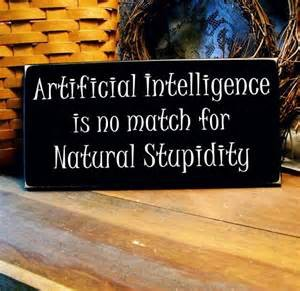 Artificial Intelligence
is no match for
Natural Stupidity